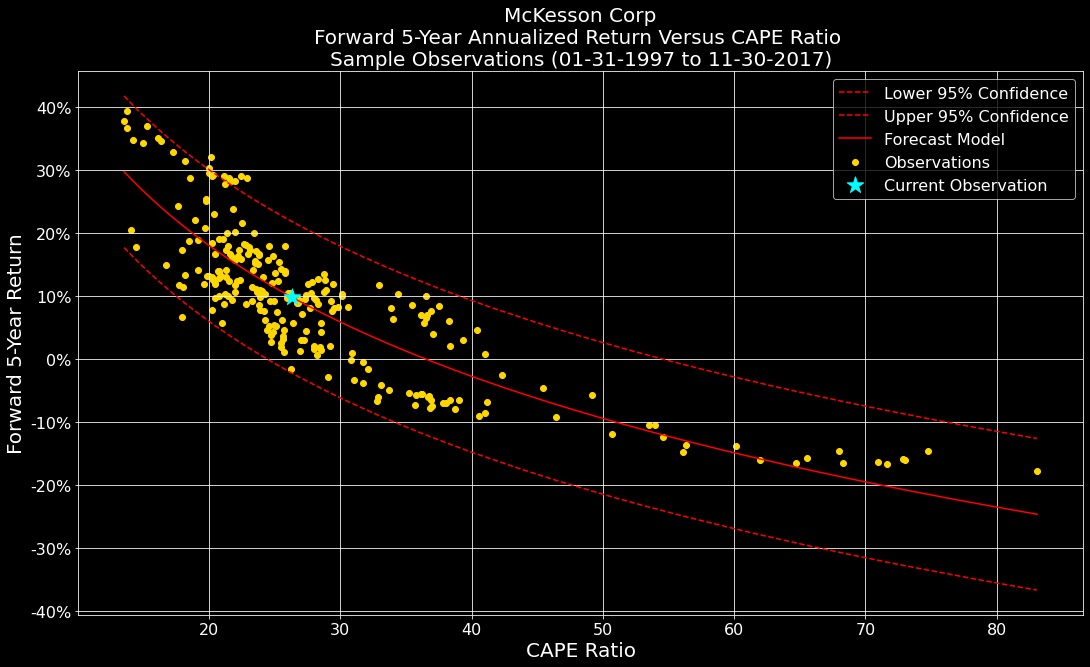 McKesson Corp
Forward 5-Year Annualized Return Versus CAPE Ratio
Sample Observations (01-31-1997 to 11-30-2017)
Lower 95% Confidence
Upper 95% Confidence
Forecast Model
Observations
Current Observation
Forward 5-Year Return
40%
30%
20%
10%
0%
-10%
-20%
-30%
-40%
20 30 40 50 60 70 80
CAPE Ratio